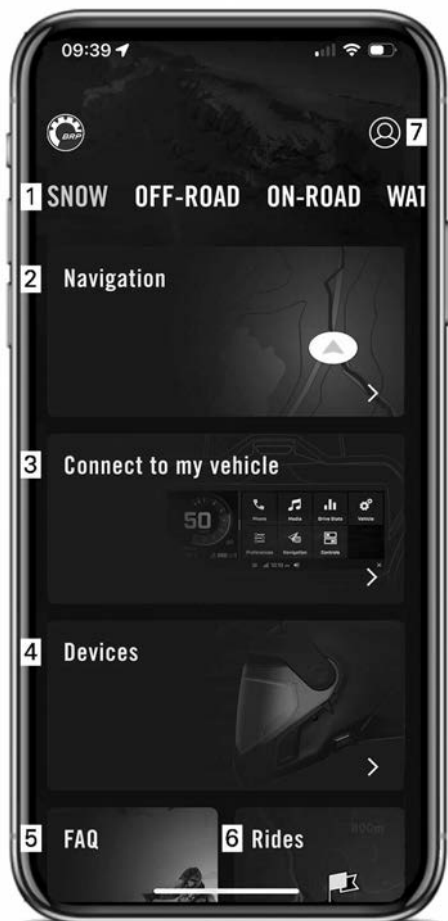 09:39
BRP
7
1 SNOW OFF-ROAD ON-ROAD WAT
2 Navigation
3 Connect to my vehicle
50
Phone Media Drive Stats Vehicle
Preferences Navigation Controls
4 Devices
5 FAQ
6 Rides
800m